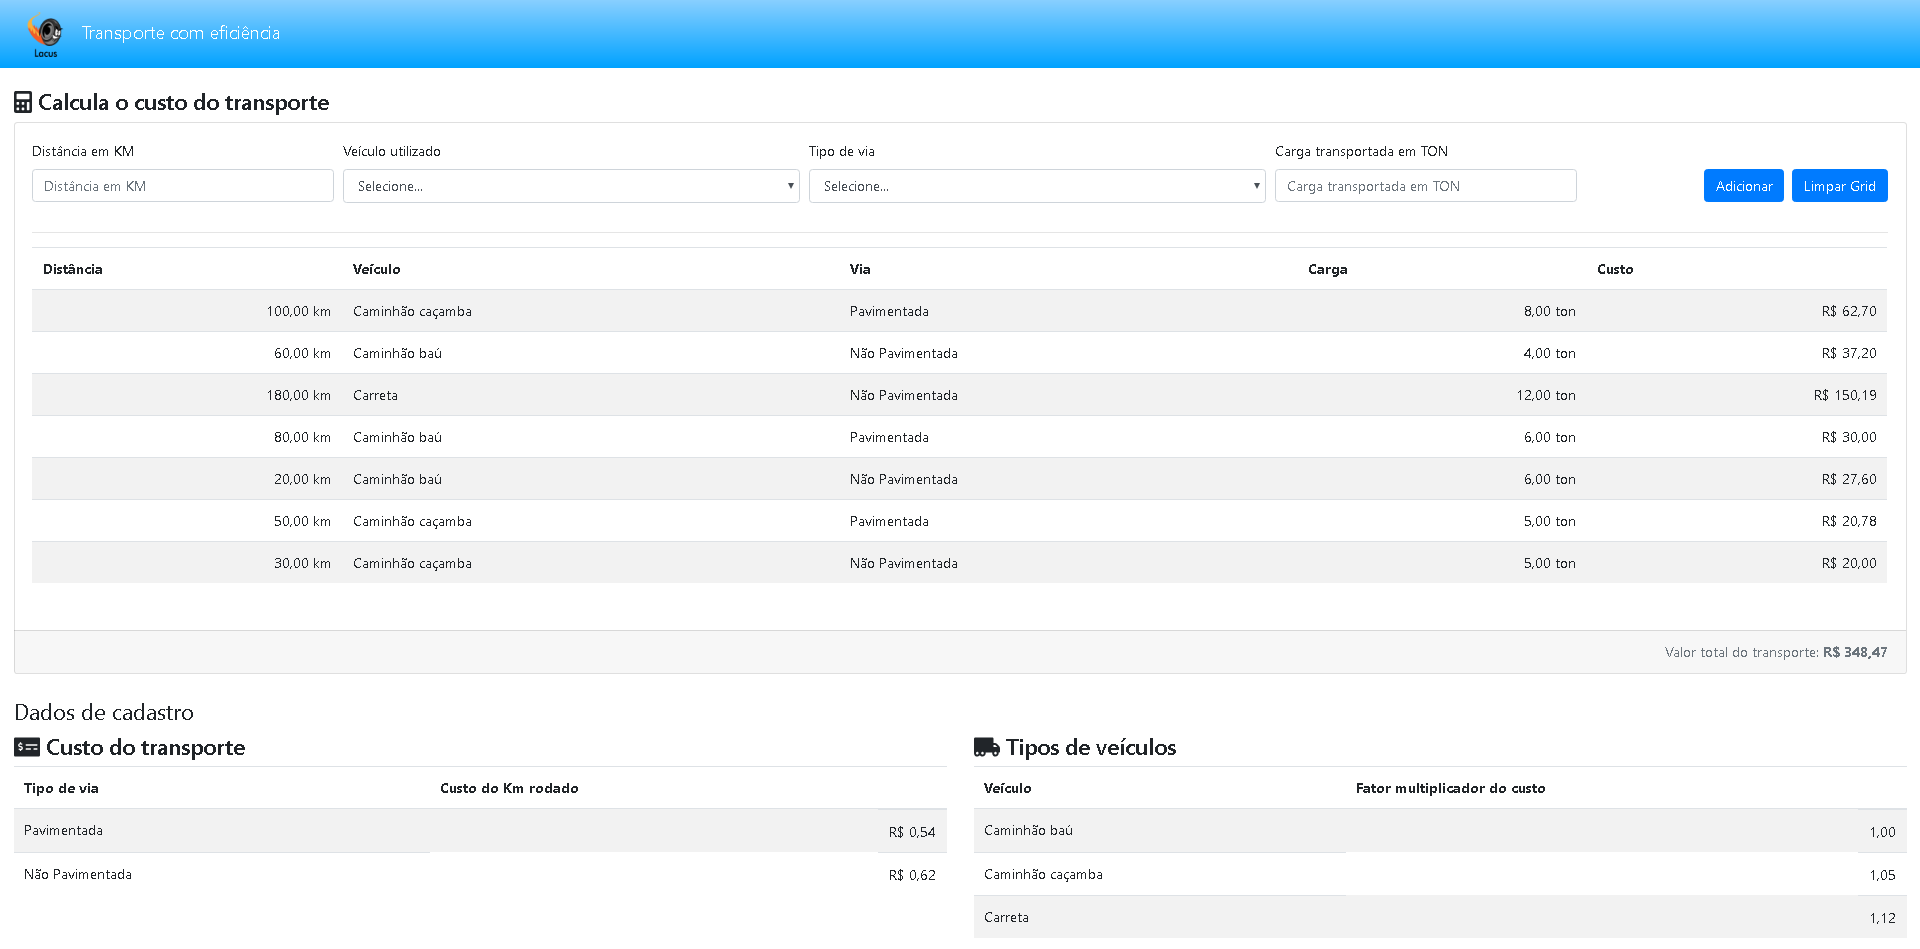 Locus
Transporte com eficiência
Calcula o custo do transporte
Distância em KM Veículo utilizado Tipo de via Carga transportada em TON
Distância em KM Selecione... Selecione... Carga transportada em TON Adicionar Limpar Grid
Distância Veículo Via Carga Custo
100,00 km Caminhão caçamba Pavimentada 8,00 ton R$ 62,70
60,00 km Caminhão baú Não Pavimentada 4,00 ton R$ 37,20
180,00 km Carreta Não Pavimentada 12,00 ton R$ 150,19
80,00 km Caminhão baú Pavimentada 6,00 ton R$ 30,00
20,00 km Caminhão baú Não Pavimentada 6,00 ton R$ 27,60
50,00 km Caminhão caçamba Pavimentada 5,00 ton R$ 20,78
30,00 km Caminhão caçamba Não Pavimentada 5,00 ton R$ 20,00
Valor total do transporte: R$ 348,47
Dados de cadastro
Custo do transporte
Tipo de via Custo do Km rodado
Pavimentada R$ 0,54
Não Pavimentada R$ 0,62
Tipos de veículos
Veículo Fator multiplicador do custo
Caminhão baú 1,00
Caminhão caçamba 1,05
Carreta 1,12